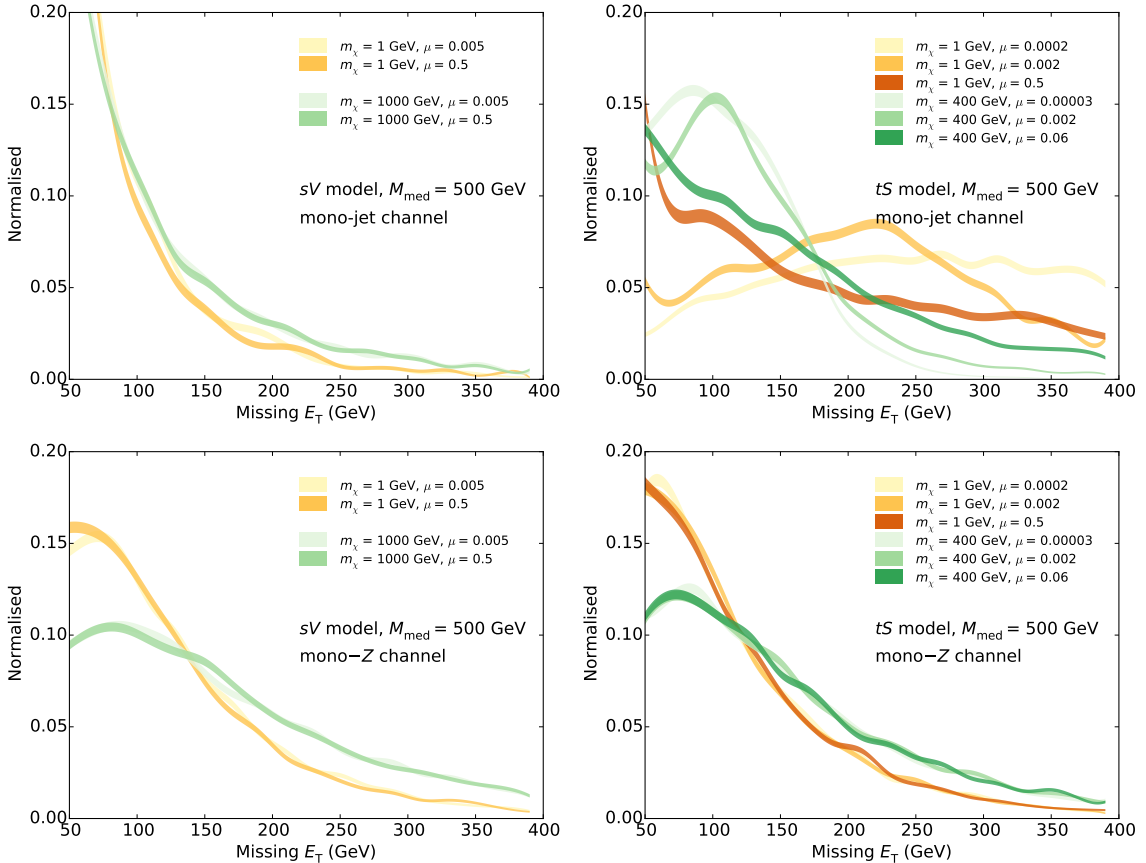 0.20
0.15
0.10
0.05
0.00
Normalised
50 100 150 200 250 300 350 400
Missing E_T (GeV)
m_χ = 1 GeV, μ = 0.005
m_χ = 1 GeV, μ = 0.5
m_χ = 1000 GeV, μ = 0.005
m_χ = 1000 GeV, μ = 0.5
sV model, M_med = 500 GeV
mono-jet channel
0.20
0.15
0.10
0.05
0.00
Normalised
50 100 150 200 250 300 350 400
Missing E_T (GeV)
m_χ = 1 GeV, μ = 0.0002
m_χ = 1 GeV, μ = 0.002
m_χ = 1 GeV, μ = 0.5
m_χ = 400 GeV, μ = 0.00003
m_χ = 400 GeV, μ = 0.002
m_χ = 400 GeV, μ = 0.06
tS model, M_med = 500 GeV
mono-jet channel
0.20
0.15
0.10
0.05
0.00
Normalised
50 100 150 200 250 300 350 400
Missing E_T (GeV)
m_χ = 1 GeV, μ = 0.005
m_χ = 1 GeV, μ = 0.5
m_χ = 1000 GeV, μ = 0.005
m_χ = 1000 GeV, μ = 0.5
sV model, M_med = 500 GeV
mono−Z channel
0.20
0.15
0.10
0.05
0.00
Normalised
50 100 150 200 250 300 350 400
Missing E_T (GeV)
m_χ = 1 GeV, μ = 0.0002
m_χ = 1 GeV, μ = 0.002
m_χ = 1 GeV, μ = 0.5
m_χ = 400 GeV, μ = 0.00003
m_χ = 400 GeV, μ = 0.002
m_χ = 400 GeV, μ = 0.06
tS model, M_med = 500 GeV
mono−Z channel